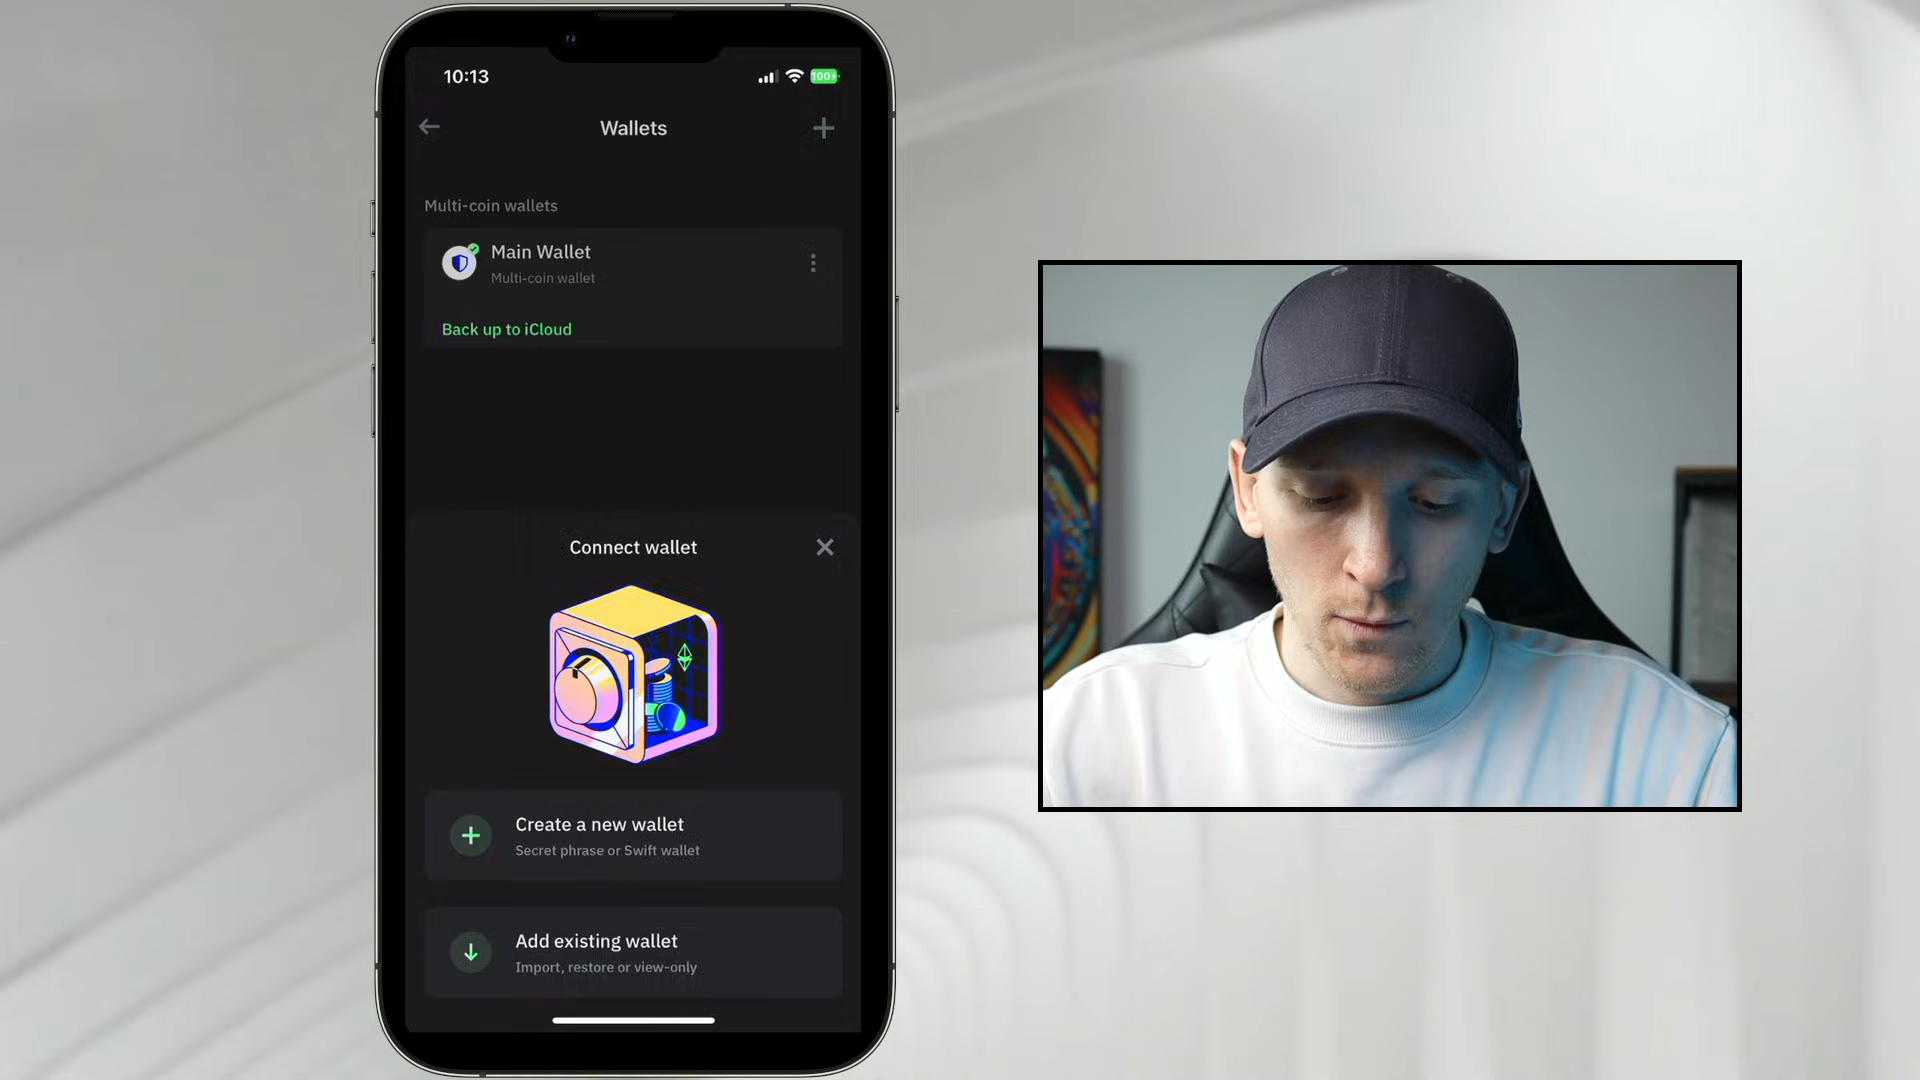 10:13
100
Wallets
Multi-coin wallets
Main Wallet
Multi-coin wallet
Back up to iCloud
Connect wallet
Create a new wallet
Secret phrase or Swift wallet
Add existing wallet
Import, restore or view-only